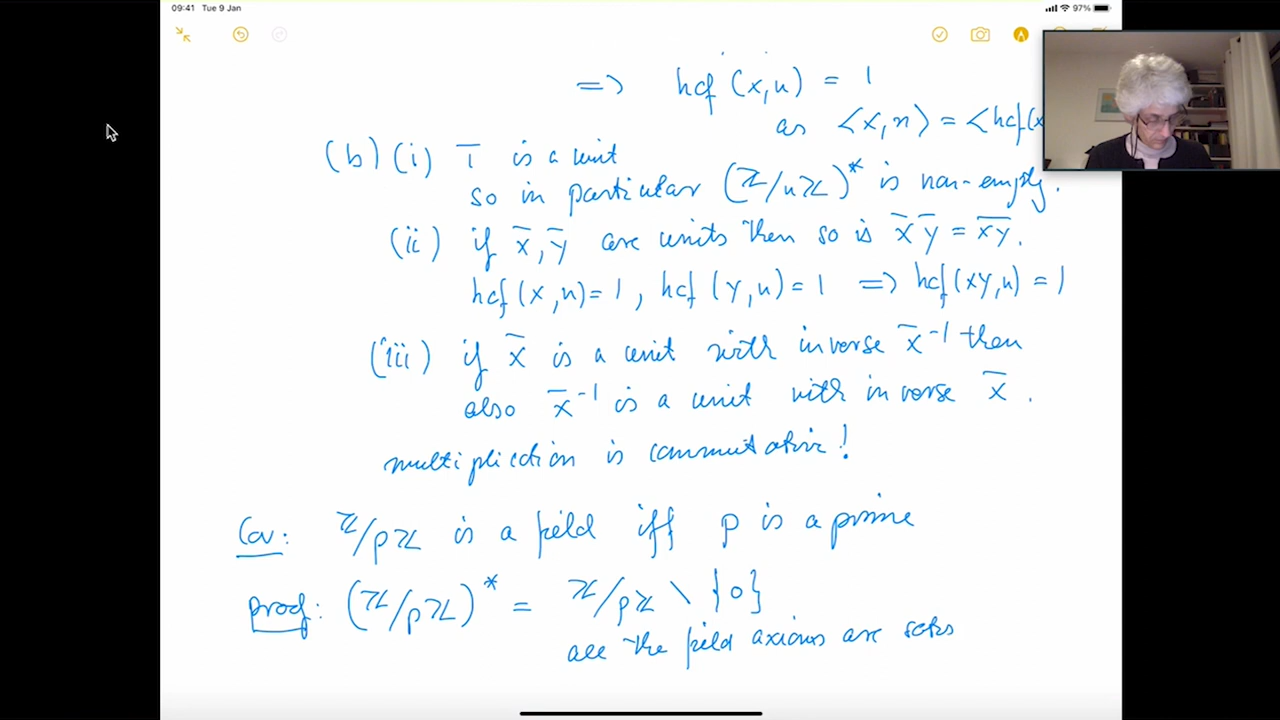 09:41 Tue 9 Jan
97%
=> hcf (x,n) = 1
as <x,n> = <hcf(x
(b) (i) 1̅ is a unit
so in particular (ℤ/nℤ)* is non-empty.
(ii) if x̅, y̅ are units then so is x̅ y̅ = x̅y̅.
hcf (x,n) = 1, hcf (y,n) = 1 => hcf(xy,n) = 1
(iii) if x̅ is a unit with inverse x̅⁻¹ then
also x̅⁻¹ is a unit with inverse x̅.
multiplication is commutative!
Cor: ℤ/pℤ is a field iff p is a prime
proof: (ℤ/pℤ)* = ℤ/pℤ \ {0}
all the field axioms are satis